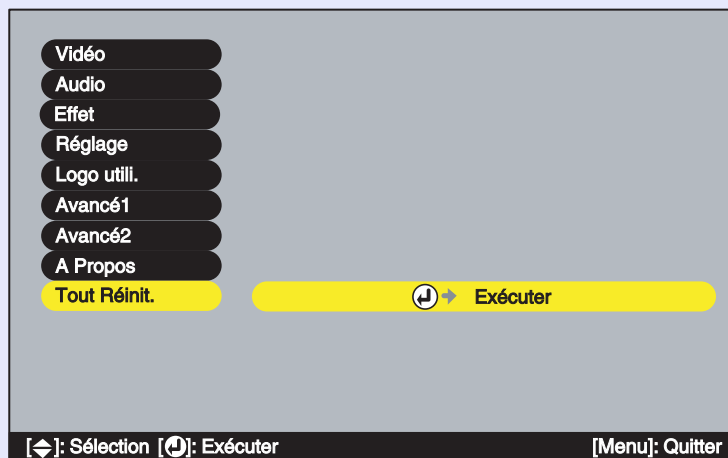 Vidéo
Audio
Effet
Réglage
Logo utili.
Avancé1
Avancé2
A Propos
Tout Réinit. Exécuter
[]: Sélection []: Exécuter [Menu]: Quitter